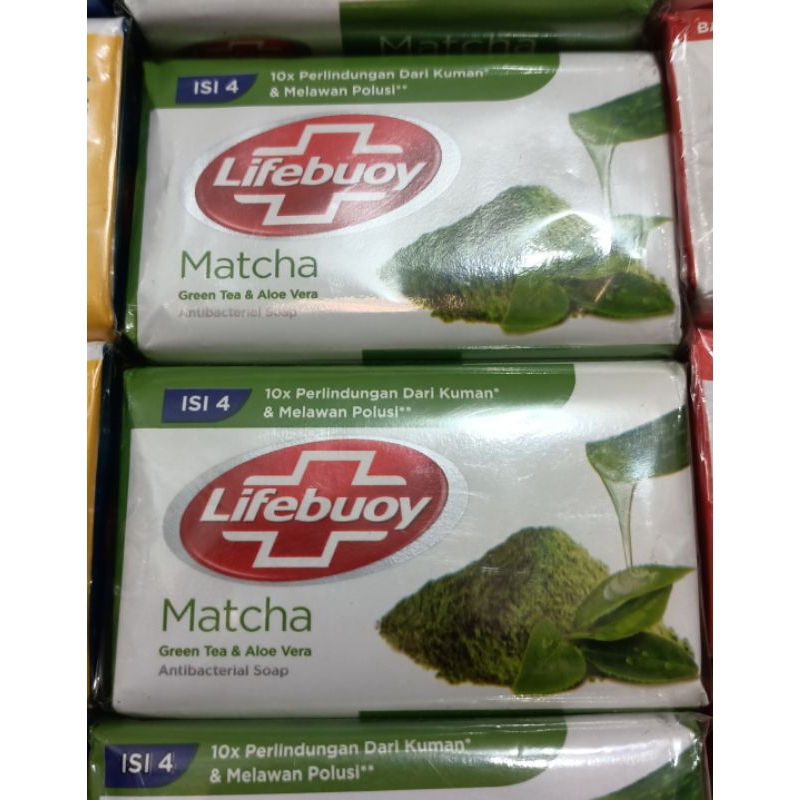 Matcha
BA
ISI 4
10x Perlindungan Dari Kuman*
& Melawan Polusi**
Lifebuoy
Matcha
Green Tea & Aloe Vera
Antibacterial Soap
ISI 4
10x Perlindungan Dari Kuman*
& Melawan Polusi**
Lifebuoy
Matcha
Green Tea & Aloe Vera
Antibacterial Soap
ISI 4
10x Perlindungan Dari Kuman*
& Melawan Polusi**